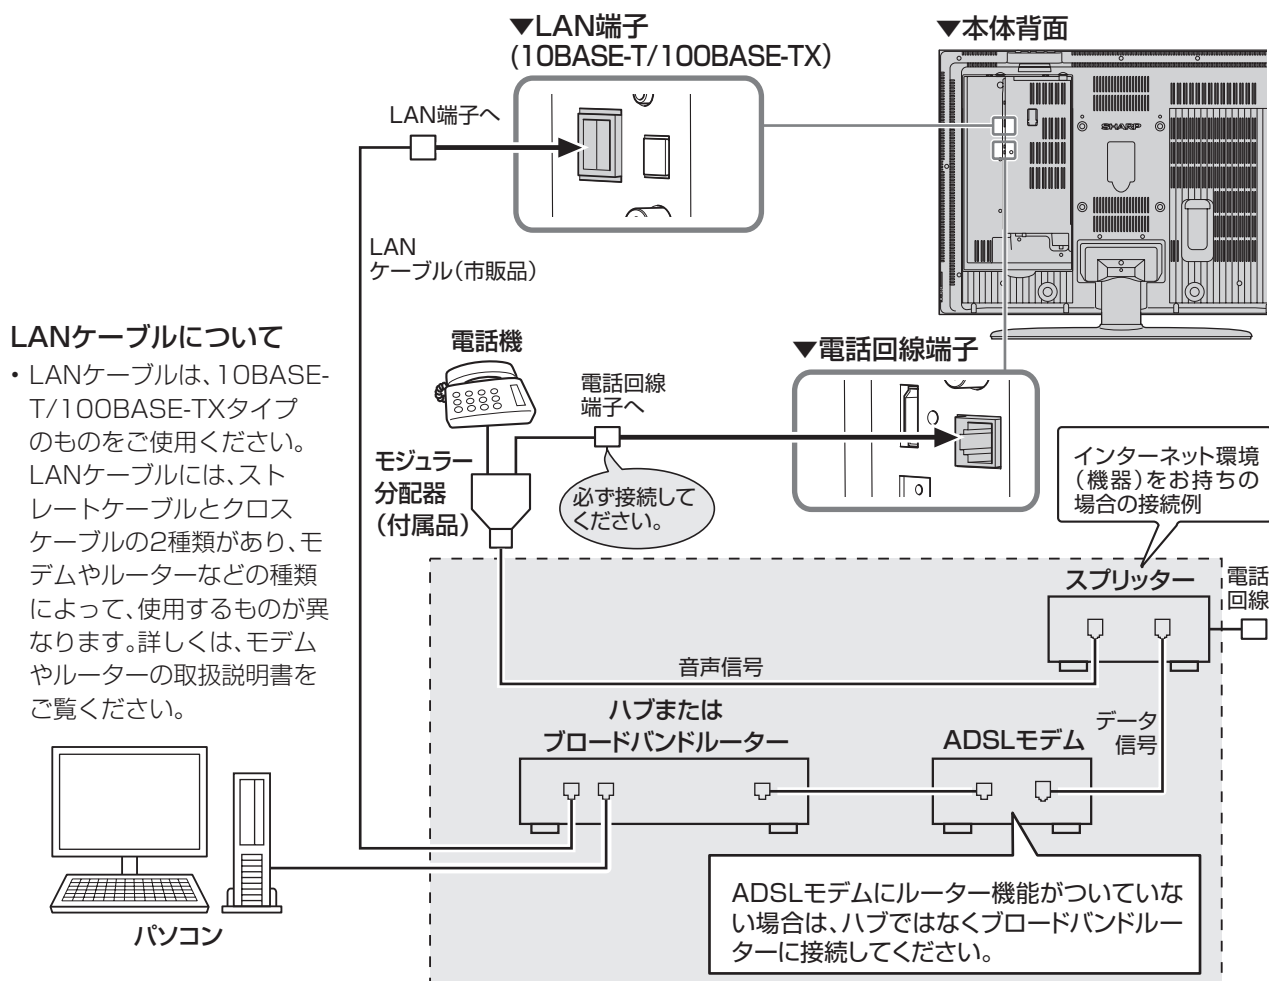 ▼LAN端子
(10BASE-T/100BASE-TX)
▼本体背面
SHARP
LAN端子へ
LAN
ケーブル(市販品)
LANケーブルについて
・LANケーブルは、10BASE-
T/100BASE-TXタイプ
のものをご使用ください。
LANケーブルには、スト
レートケーブルとクロス
ケーブルの2種類があり、モ
デムやルーターなどの種類
によって、使用するものが異
なります。詳しくは、モデム
やルーターの取扱説明書を
ご覧ください。
電話機
電話回線
端子へ
▼電話回線端子
モジュラー
分配器
(付属品)
必ず接続して
ください。
インターネット環境
(機器)をお持ちの
場合の接続例
スプリッター
電話
回線
音声信号
データ
信号
ハブまたは
ブロードバンドルーター
ADSLモデム
ADSLモデムにルーター機能がついていな
い場合は、ハブではなくブロードバンドルー
ターに接続してください。
パソコン